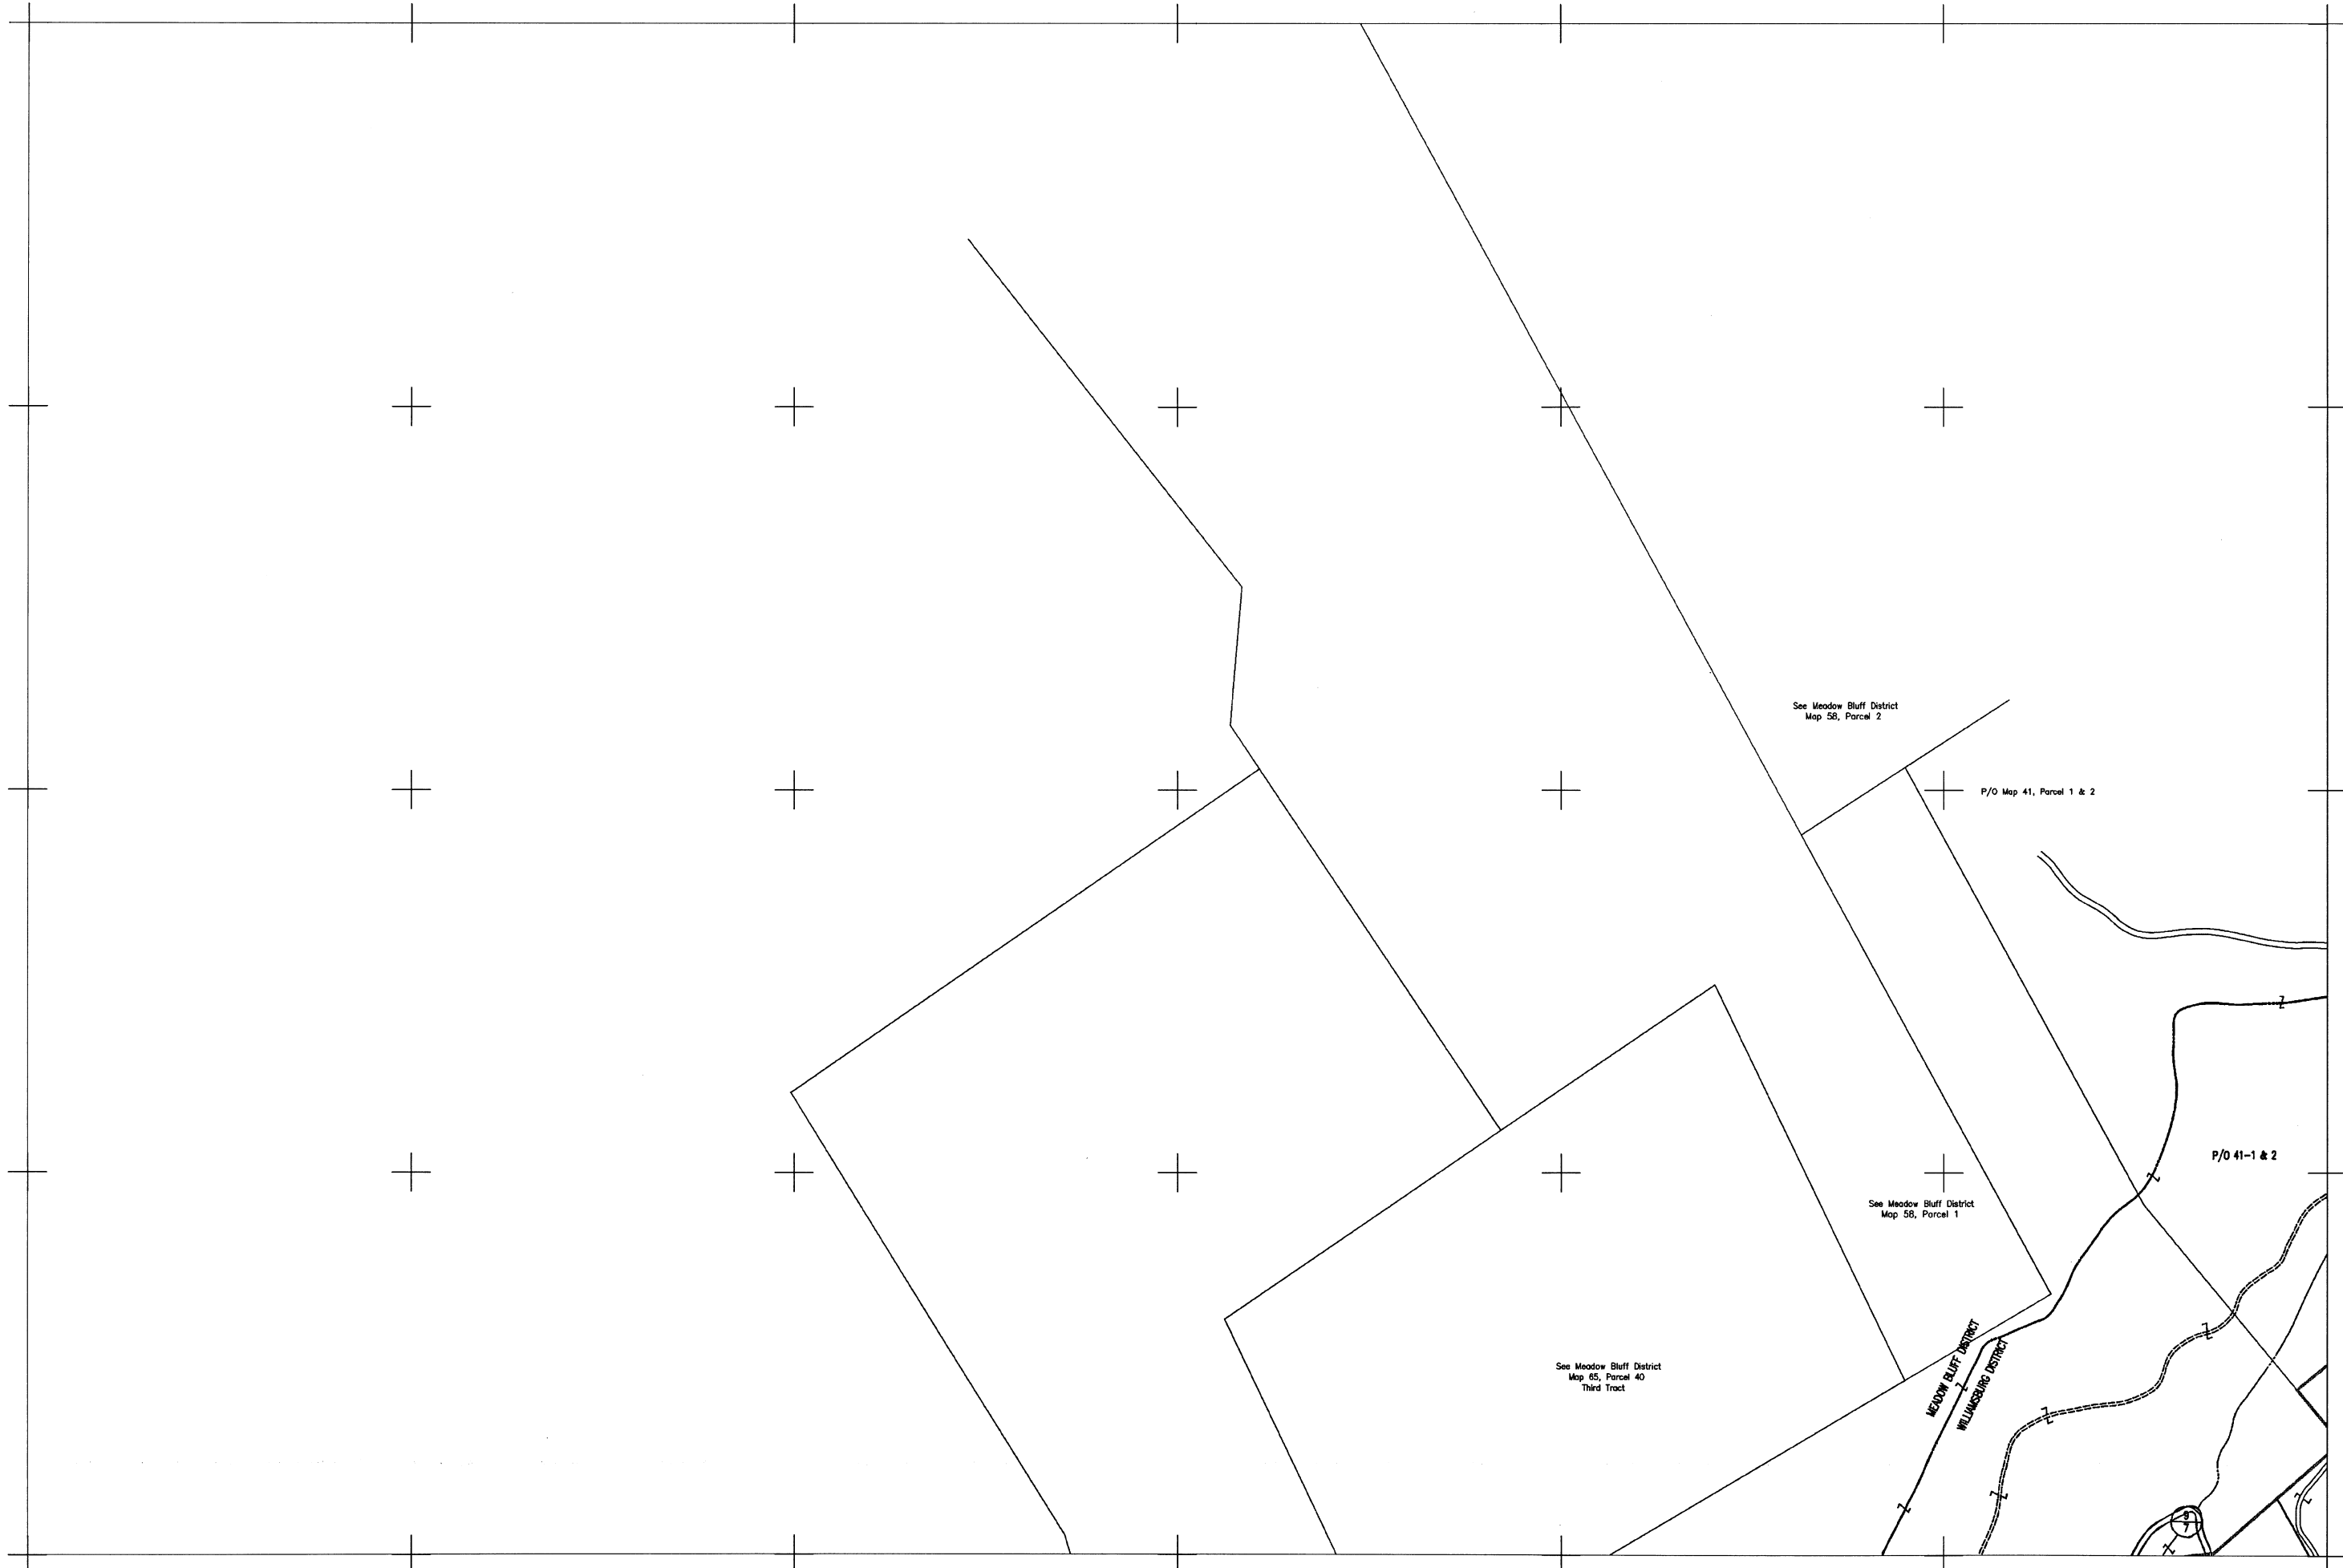 See Meadow Bluff District
Map 58, Parcel 2
P/O Map 41, Parcel 1 & 2
P/O 41-1 & 2
See Meadow Bluff District
Map 58, Parcel 1
MEADOW BLUFF DISTRICT
WILLIAMSBURG DISTRICT
See Meadow Bluff District
Map 65, Parcel 40
Third Tract
9
7